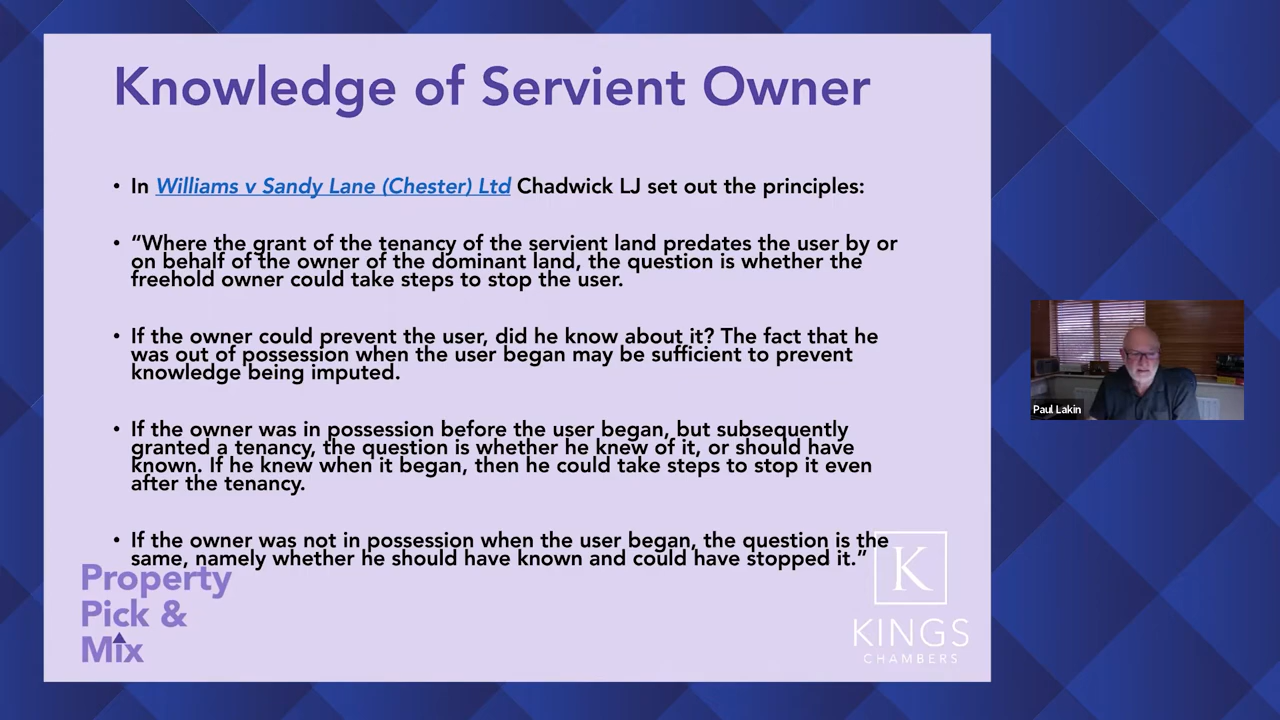 Knowledge of Servient Owner
• In Williams v Sandy Lane (Chester) Ltd Chadwick LJ set out the principles:
• “Where the grant of the tenancy of the servient land predates the user by or
on behalf of the owner of the dominant land, the question is whether the
freehold owner could take steps to stop the user.
• If the owner could prevent the user, did he know about it? The fact that he
was out of possession when the user began may be sufficient to prevent
knowledge being imputed.
• If the owner was in possession before the user began, but subsequently
granted a tenancy, the question is whether he knew of it, or should have
known. If he knew when it began, then he could take steps to stop it even
after the tenancy.
• If the owner was not in possession when the user began, the question is the
same, namely whether he should have known and could have stopped it.”
Property
Pick &
Mix
K
KINGS
CHAMBERS
Paul Lakin